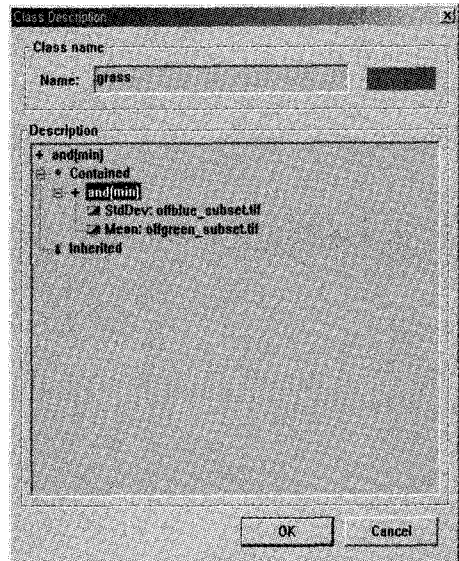 Class Description
Class name
Name: grass
Description
and(min)
Contained
and(min)
StdDev: offblue_subset.tif
Mean: offgreen_subset.tif
Inherited
OK Cancel